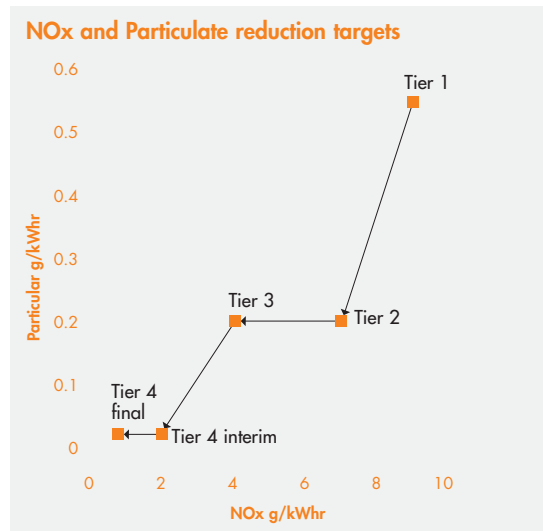 NOx and Particulate reduction targets
0.6
Tier 1
0.5
0.4
Particular g/kWhr
0.3
Tier 3
0.2
Tier 2
0.1
Tier 4
final
0
Tier 4 interim
0 2 4 6 8 10
NOx g/kWhr